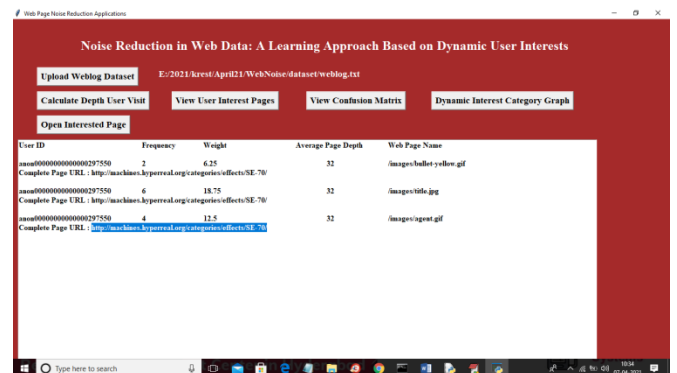 Web Page Noise Reduction Applications
Noise Reduction in Web Data: A Learning Approach Based on Dynamic User Interests
Upload Weblog Dataset E:/2021/krest/April21/WebNoise/dataset/weblog.txt
Calculate Depth User Visit View User Interest Pages View Confusion Matrix Dynamic Interest Category Graph
Open Interested Page
User ID Frequency Weight Average Page Depth Web Page Name
anon00000000000000297550 2 6.25 32 /images/bullet-yellow.gif
Complete Page URL : http://machines.hyperreal.org/categories/effects/SE-70/
anon00000000000000297550 6 18.75 32 /images/title.jpg
Complete Page URL : http://machines.hyperreal.org/categories/effects/SE-70/
anon00000000000000297550 4 12.5 32 /images/agent.gif
Complete Page URL : http://machines.hyperreal.org/categories/effects/SE-70/
Type here to search
10:34
07-04-2021